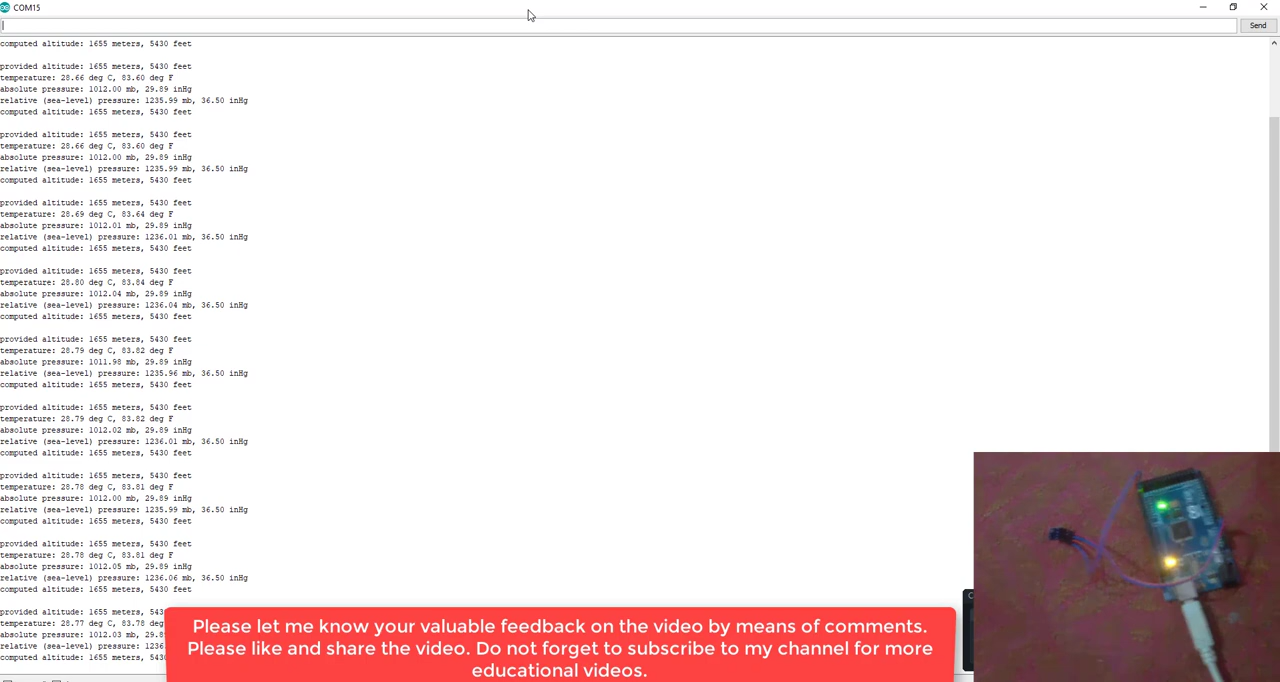 COM15
Send
computed altitude: 1655 meters, 5430 feet
provided altitude: 1655 meters, 5430 feet
temperature: 28.66 deg C, 83.60 deg F
absolute pressure: 1012.00 mb, 29.89 inHg
relative (sea-level) pressure: 1235.99 mb, 36.50 inHg
computed altitude: 1655 meters, 5430 feet
provided altitude: 1655 meters, 5430 feet
temperature: 28.66 deg C, 83.60 deg F
absolute pressure: 1012.00 mb, 29.89 inHg
relative (sea-level) pressure: 1235.99 mb, 36.50 inHg
computed altitude: 1655 meters, 5430 feet
provided altitude: 1655 meters, 5430 feet
temperature: 28.69 deg C, 83.64 deg F
absolute pressure: 1012.01 mb, 29.89 inHg
relative (sea-level) pressure: 1236.01 mb, 36.50 inHg
computed altitude: 1655 meters, 5430 feet
provided altitude: 1655 meters, 5430 feet
temperature: 28.80 deg C, 83.84 deg F
absolute pressure: 1012.04 mb, 29.89 inHg
relative (sea-level) pressure: 1236.04 mb, 36.50 inHg
computed altitude: 1655 meters, 5430 feet
provided altitude: 1655 meters, 5430 feet
temperature: 28.79 deg C, 83.82 deg F
absolute pressure: 1011.98 mb, 29.89 inHg
relative (sea-level) pressure: 1235.96 mb, 36.50 inHg
computed altitude: 1655 meters, 5430 feet
provided altitude: 1655 meters, 5430 feet
temperature: 28.79 deg C, 83.82 deg F
absolute pressure: 1012.02 mb, 29.89 inHg
relative (sea-level) pressure: 1236.01 mb, 36.50 inHg
computed altitude: 1655 meters, 5430 feet
provided altitude: 1655 meters, 5430 feet
temperature: 28.78 deg C, 83.81 deg F
absolute pressure: 1012.00 mb, 29.89 inHg
relative (sea-level) pressure: 1235.99 mb, 36.50 inHg
computed altitude: 1655 meters, 5430 feet
provided altitude: 1655 meters, 5430 feet
temperature: 28.78 deg C, 83.81 deg F
absolute pressure: 1012.05 mb, 29.89 inHg
relative (sea-level) pressure: 1236.06 mb, 36.50 inHg
computed altitude: 1655 meters, 5430 feet
provided altitude: 1655 meters, 543
temperature: 28.77 deg C, 83.78 deg
absolute pressure: 1012.03 mb, 29.8
relative (sea-level) pressure: 1236
computed altitude: 1655 meters, 543
Please let me know your valuable feedback on the video by means of comments.
Please like and share the video. Do not forget to subscribe to my channel for more
educational videos.